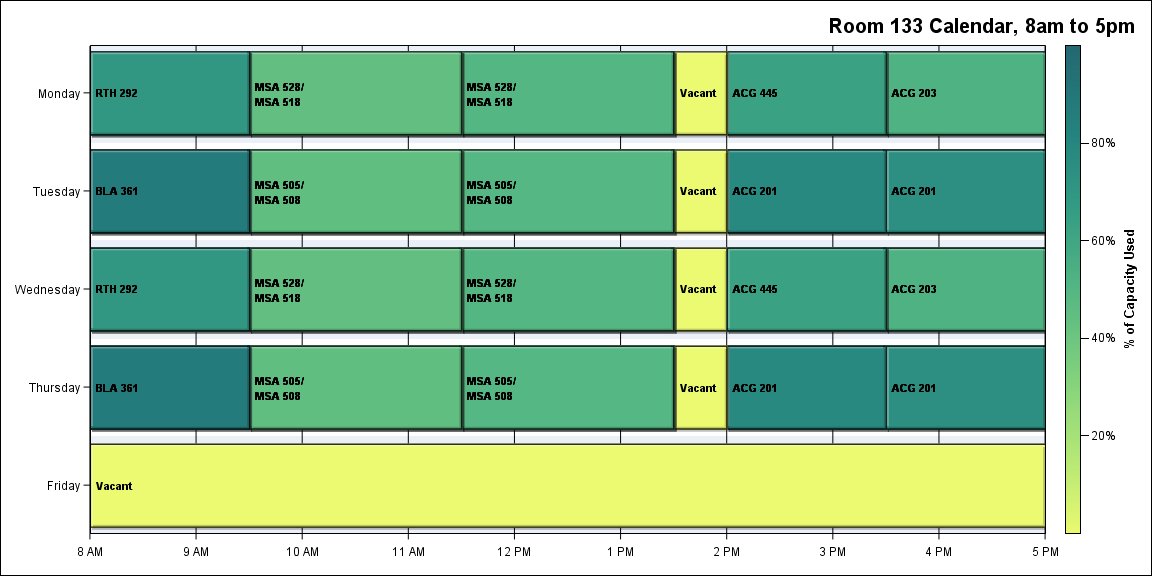 Room 133 Calendar, 8am to 5pm
Monday
RTH 292
MSA 528/
MSA 518
MSA 528/
MSA 518
Vacant
ACG 445
ACG 203
Tuesday
BLA 361
MSA 505/
MSA 508
MSA 505/
MSA 508
Vacant
ACG 201
ACG 201
Wednesday
RTH 292
MSA 528/
MSA 518
MSA 528/
MSA 518
Vacant
ACG 445
ACG 203
Thursday
BLA 361
MSA 505/
MSA 508
MSA 505/
MSA 508
Vacant
ACG 201
ACG 201
Friday
Vacant
8 AM
9 AM
10 AM
11 AM
12 PM
1 PM
2 PM
3 PM
4 PM
5 PM
80%
60%
40%
20%
% of Capacity Used